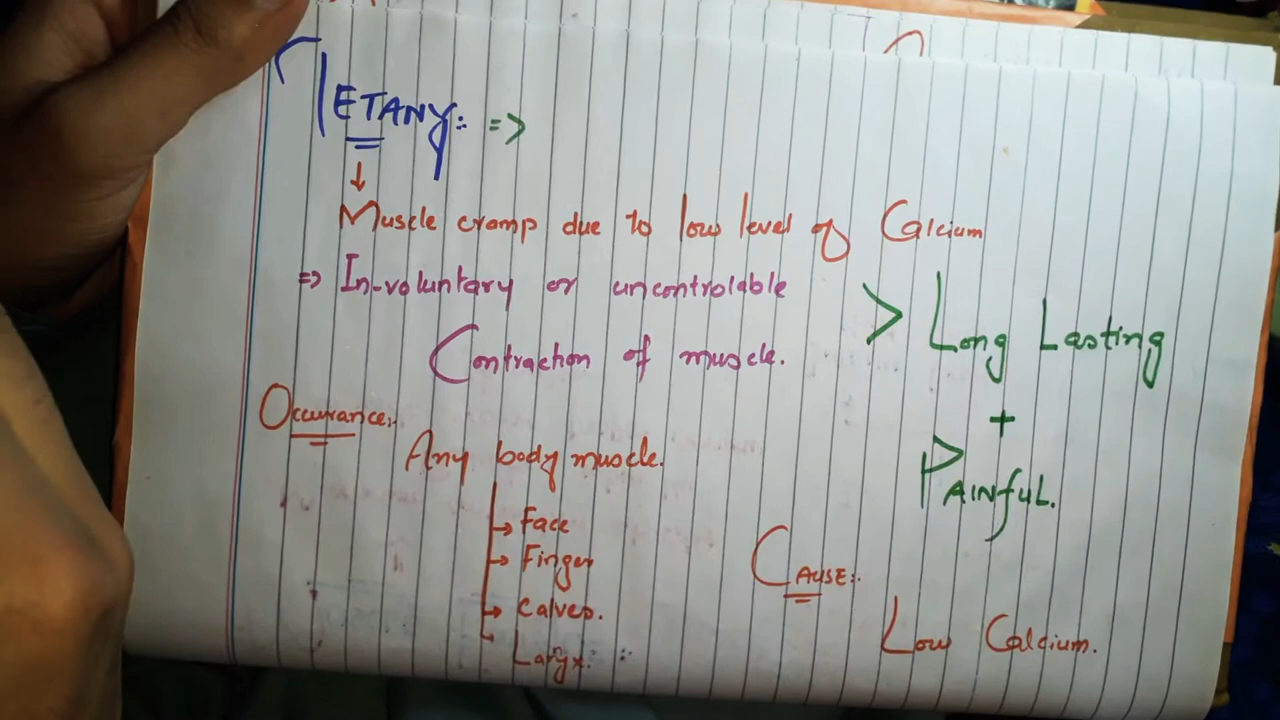 TETANY: =>
↓
Muscle cramp due to low level of Calcium
=> In-voluntary or uncontrolable
Contraction of muscle.
> Long Lasting
+
PAINfuL.
Occurance:
Any body muscle.
→ Face
→ Finger
→ Calves.
Laryx.
CAUSE:
Low Calcium.